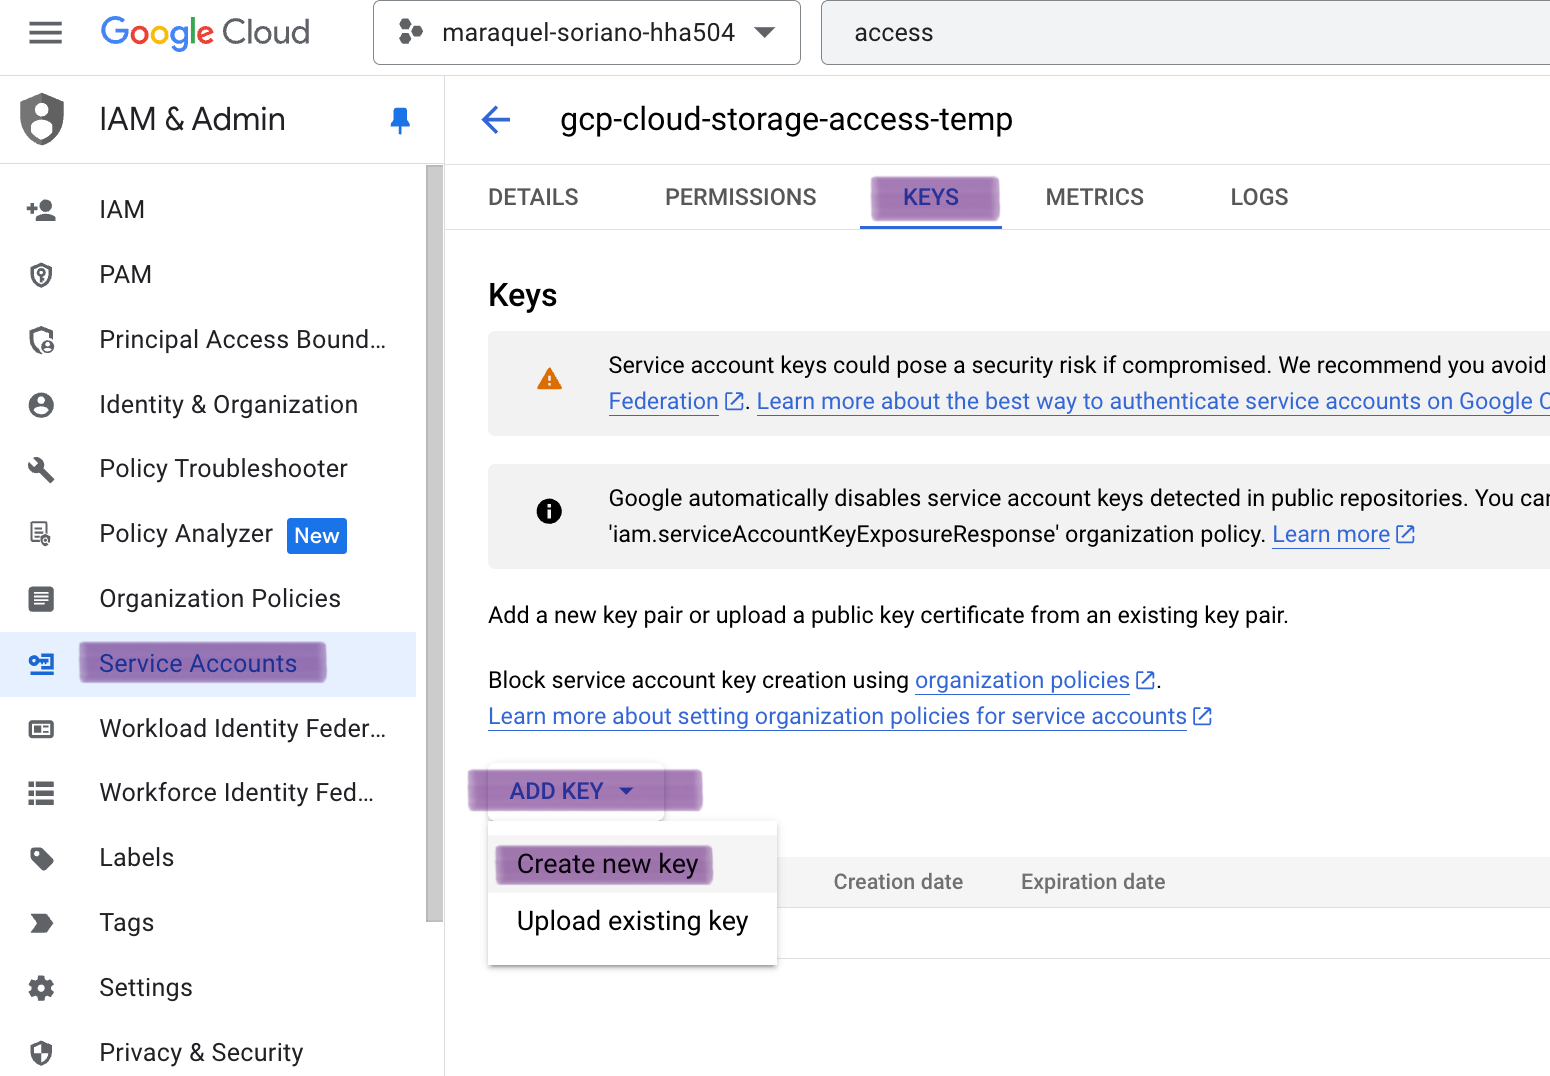 Google Cloud
maraquel-soriano-hha504
access
IAM & Admin
gcp-cloud-storage-access-temp
DETAILS
PERMISSIONS
KEYS
METRICS
LOGS
IAM
PAM
Principal Access Bound...
Identity & Organization
Policy Troubleshooter
Policy Analyzer New
Organization Policies
Service Accounts
Workload Identity Feder...
Workforce Identity Fed...
Labels
Tags
Settings
Privacy & Security
Keys
Service account keys could pose a security risk if compromised. We recommend you avoid
Federation. Learn more about the best way to authenticate service accounts on Google C
Google automatically disables service account keys detected in public repositories. You can
'iam.serviceAccountKeyExposureResponse' organization policy. Learn more
Add a new key pair or upload a public key certificate from an existing key pair.
Block service account key creation using organization policies.
Learn more about setting organization policies for service accounts
ADD KEY
Create new key
Upload existing key
Creation date
Expiration date